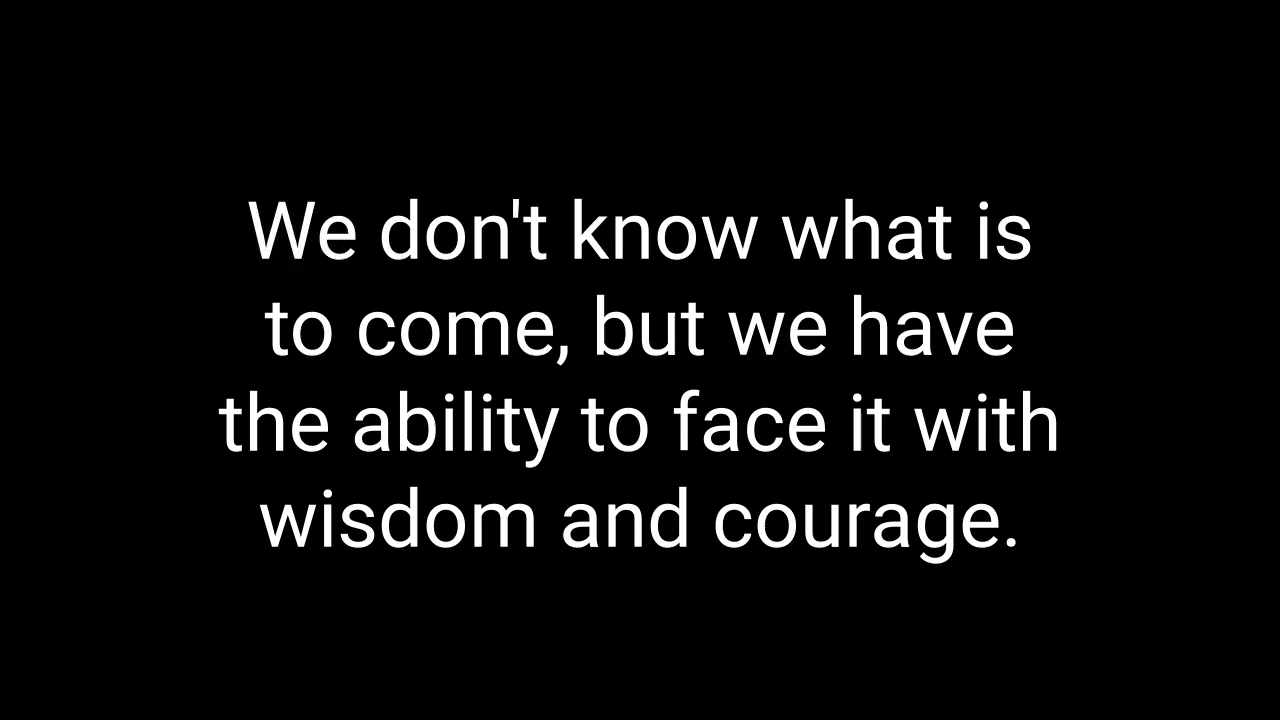 We don't know what is
to come, but we have
the ability to face it with
wisdom and courage.